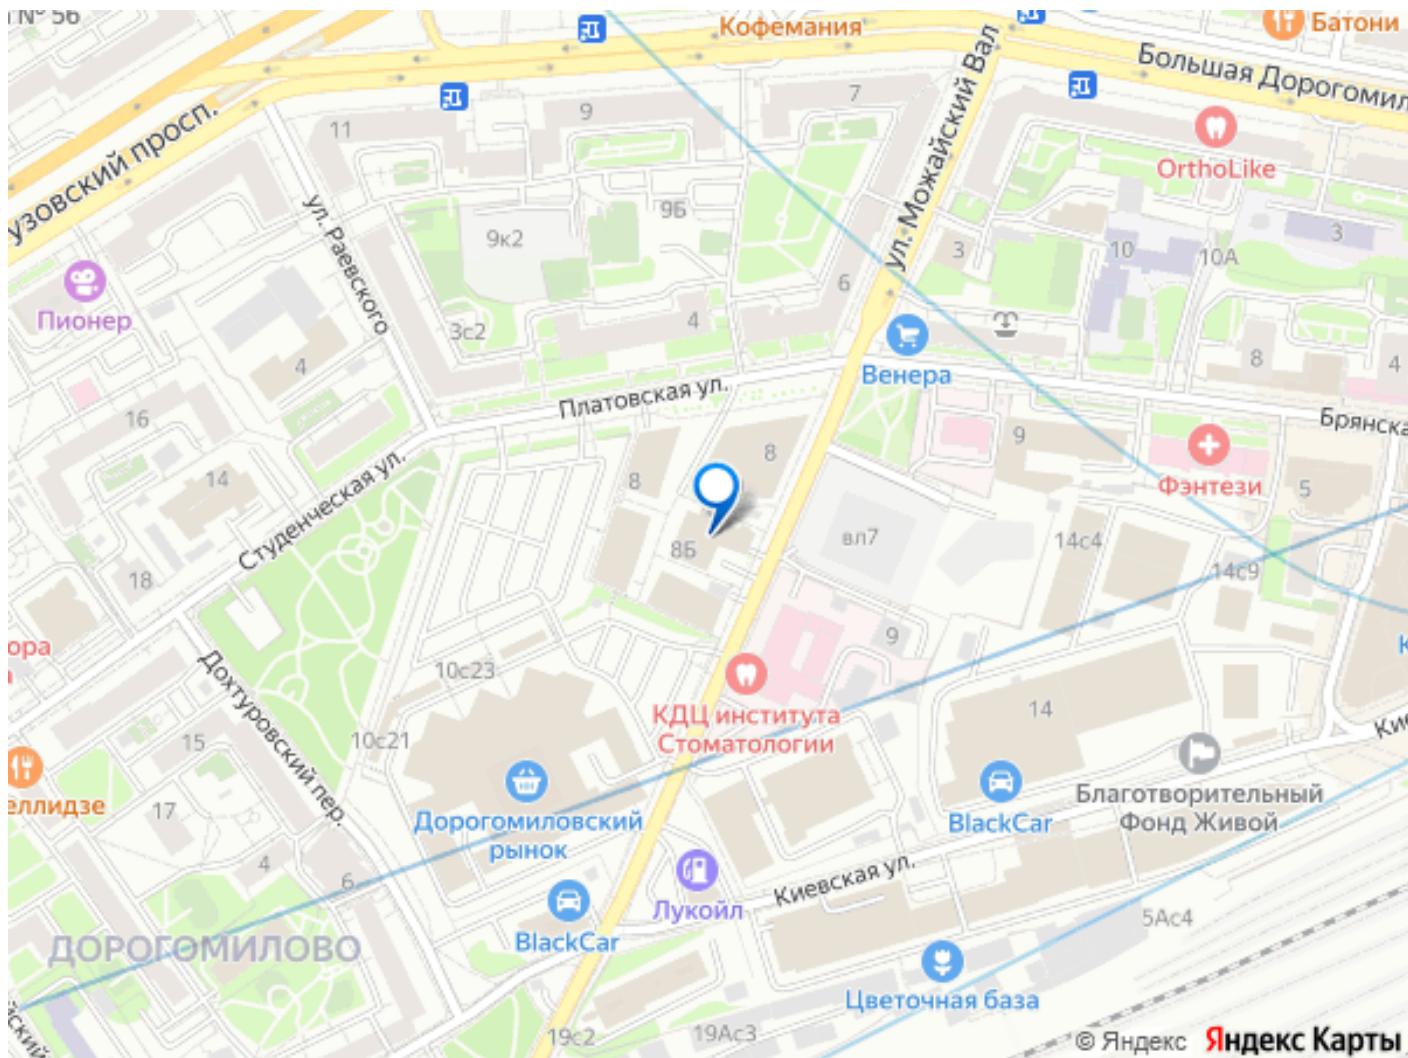 № 56
Кофемания
Батони
Большая Дорогомил
узовский просп.
ул. Можайский Вал
OrthoLike
11
9
7
9Б
9к2
ул. Раевского
3
10
10А
3
6
Пионер
3с2
4
4
Венера
8
4
Платовская ул.
Брянска
16
14
Студенческая ул.
18
8
8
8Б
9
Фэнтези
5
вл7
14с4
14с9
ора
9
10с23
Дохтуровский пер.
КДЦ института
Стоматологии
14
10с21
15
Ки
еллидзе
17
Дорогомиловский
рынок
BlackCar
Благотворительный
Фонд Живой
4
6
Киевская ул.
Лукойл
BlackCar
5Ас4
ДОРОГОМИЛОВО
Цветочная база
19с2
19Ас3
© Яндекс Яндекс Карты